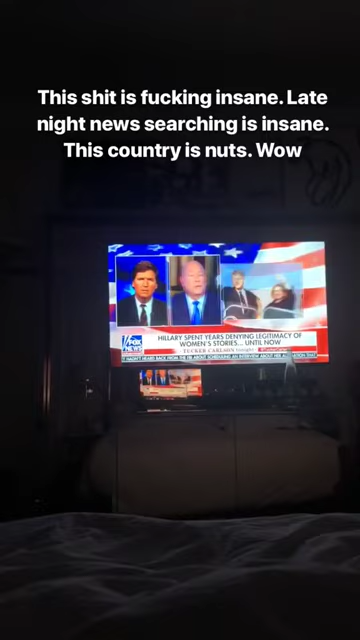 This shit is fucking insane. Late
night news searching is insane.
This country is nuts. Wow
FOX
NEWS
HILLARY SPENT YEARS DENYING LEGITIMACY OF
WOMEN'S STORIES... UNTIL NOW
TUCKER CARLSON tonight